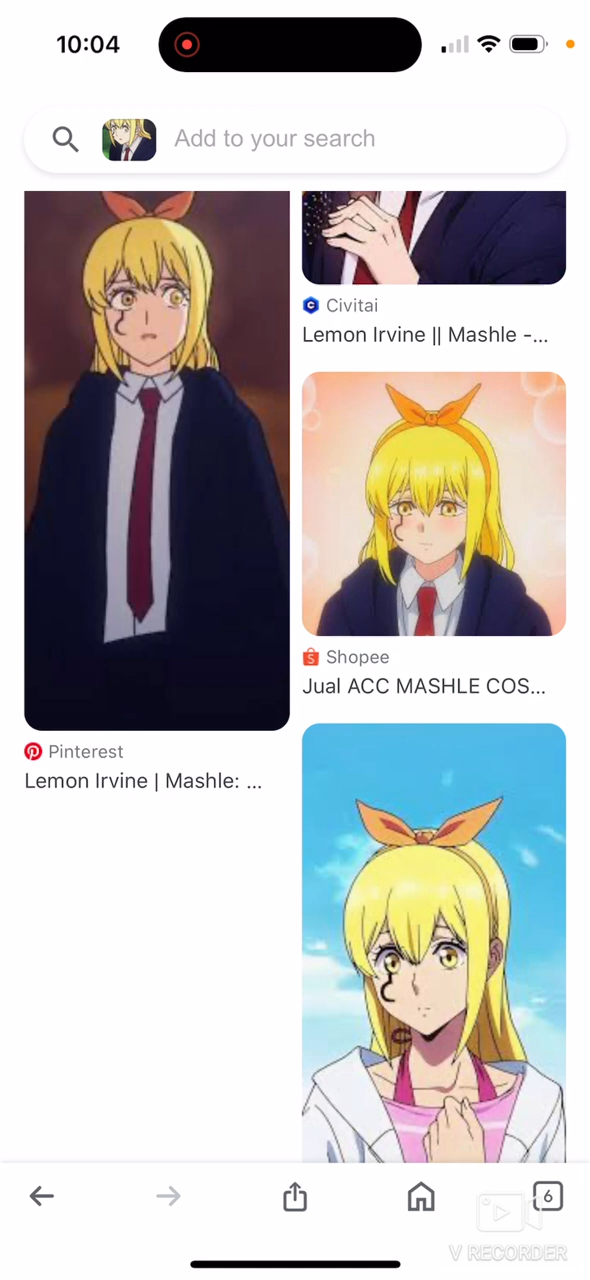 10:04
Add to your search
Civitai
Lemon Irvine || Mashle -...
Shopee
Jual ACC MASHLE COS...
Pinterest
Lemon Irvine | Mashle: ...
6
V RECORDER